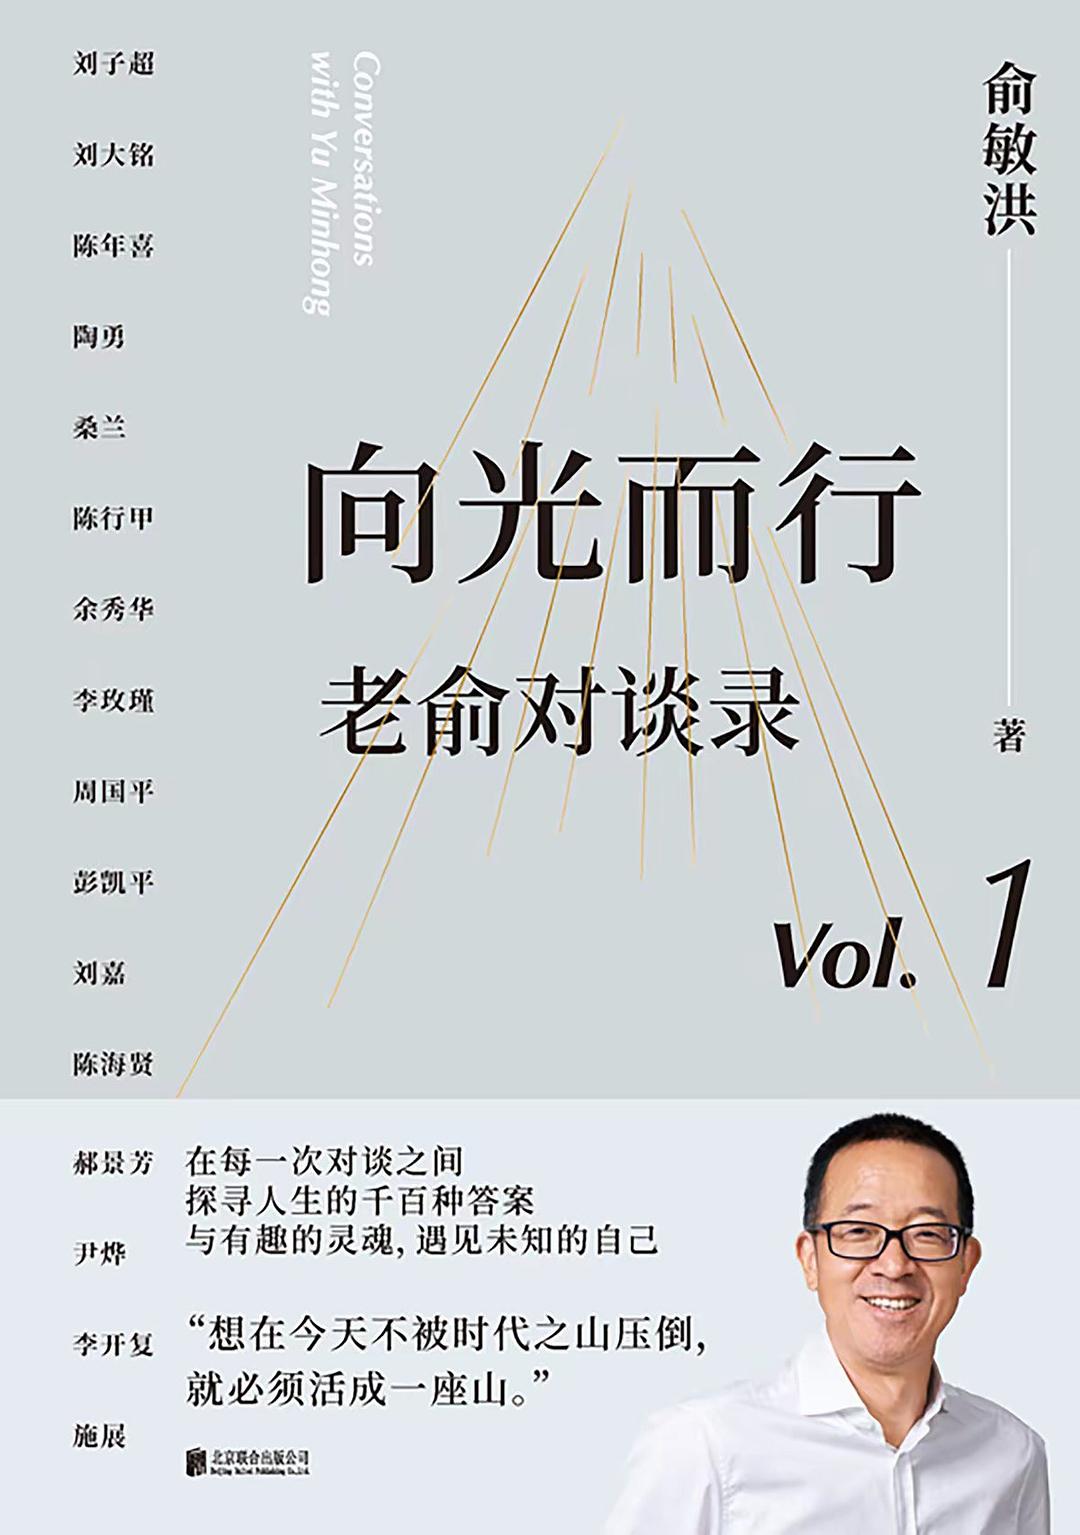 刘子超
刘大铭
陈年喜
陶勇
桑兰
陈行甲
余秀华
李玫瑾
周国平
彭凯平
刘嘉
陈海贤
郝景芳
尹烨
李开复
施展
Conversations
with Yu Minhong
俞敏洪
著
向光而行
老俞对谈录
Vol. 1
在每一次对谈之间
探寻人生的千百种答案
与有趣的灵魂，遇见未知的自己
“想在今天不被时代之山压倒，
就必须活成一座山。”
北京联合出版公司
Beijing United Publishing Co.,Ltd.